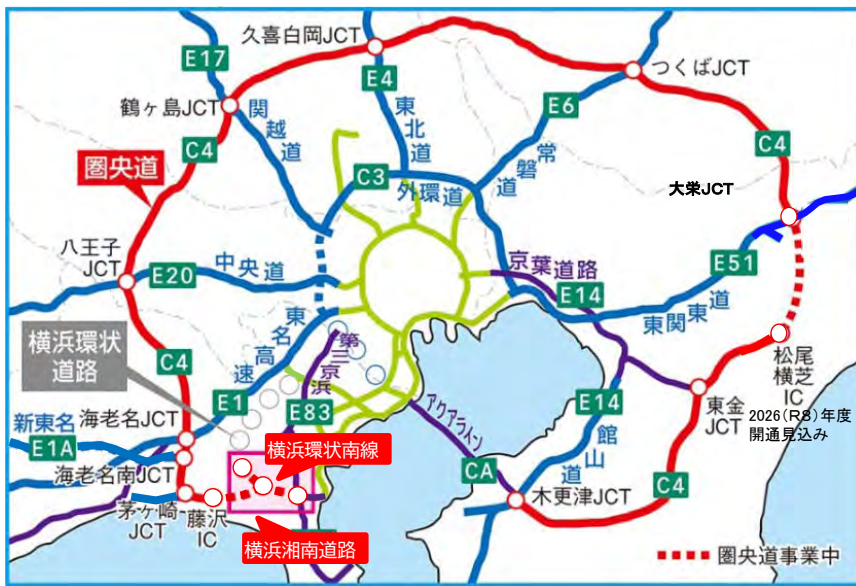 久喜白岡JCT
つくばJCT
E17
E4
E6
鶴ヶ島JCT
関越道
東北道
常磐道
C4
C3
外環道
C4
圏央道
大栄JCT
八王子
JCT
E20
中央道
京葉道路
E51
E14
東関東道
横浜環状
道路
東名高速
第三京浜
C4
E1
E83
アクアライン
E14
館山道
松尾
横芝
IC
東金
JCT
2026(R8)年度
開通見込み
新東名
E1A
海老名JCT
海老名南JCT
横浜環状南線
CA
C4
茅ヶ崎
JCT
藤沢
IC
横浜湘南道路
木更津JCT
圏央道事業中